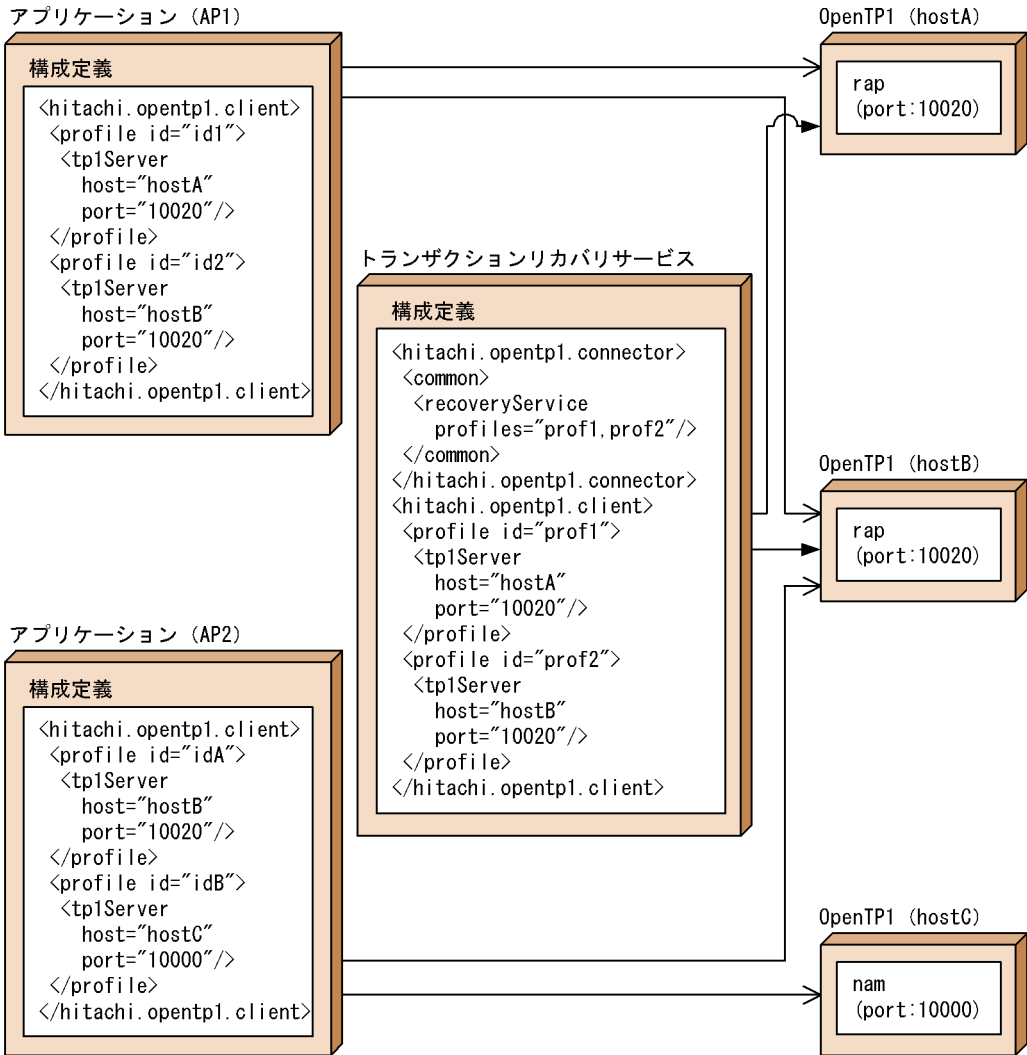 アプリケーション (AP1)
構成定義
<hitachi.opentp1.client>
<profile id="id1">
<tp1Server
host="hostA"
port="10020"/>
</profile>
<profile id="id2">
<tp1Server
host="hostB"
port="10020"/>
</profile>
</hitachi.opentp1.client>
OpenTP1 (hostA)
rap
(port:10020)
トランザクションリカバリサービス
構成定義
<hitachi.opentp1.connector>
<common>
<recoveryService
profiles="prof1,prof2"/>
</common>
</hitachi.opentp1.connector>
<hitachi.opentp1.client>
<profile id="prof1">
<tp1Server
host="hostA"
port="10020"/>
</profile>
<profile id="prof2">
<tp1Server
host="hostB"
port="10020"/>
</profile>
</hitachi.opentp1.client>
OpenTP1 (hostB)
rap
(port:10020)
アプリケーション (AP2)
構成定義
<hitachi.opentp1.client>
<profile id="idA">
<tp1Server
host="hostB"
port="10020"/>
</profile>
<profile id="idB">
<tp1Server
host="hostC"
port="10000"/>
</profile>
</hitachi.opentp1.client>
OpenTP1 (hostC)
nam
(port:10000)